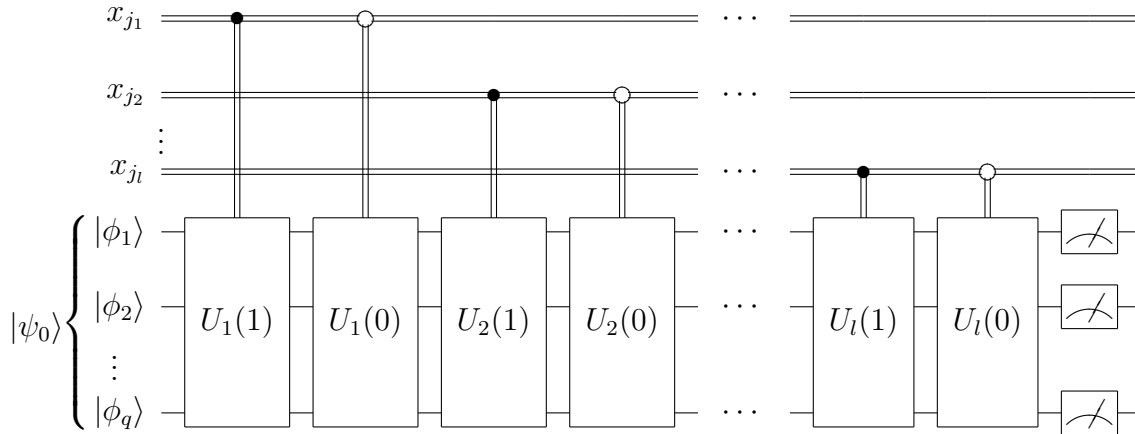 x_{j_1} ⋯
x_{j_2} ⋯
⋮
x_{j_l} ⋯
|ϕ_1⟩ ⋯
|ϕ_2⟩ ⋯
|ψ_0⟩ U_1(1) U_1(0) U_2(1) U_2(0) U_l(1) U_l(0)
⋮
|ϕ_q⟩ ⋯